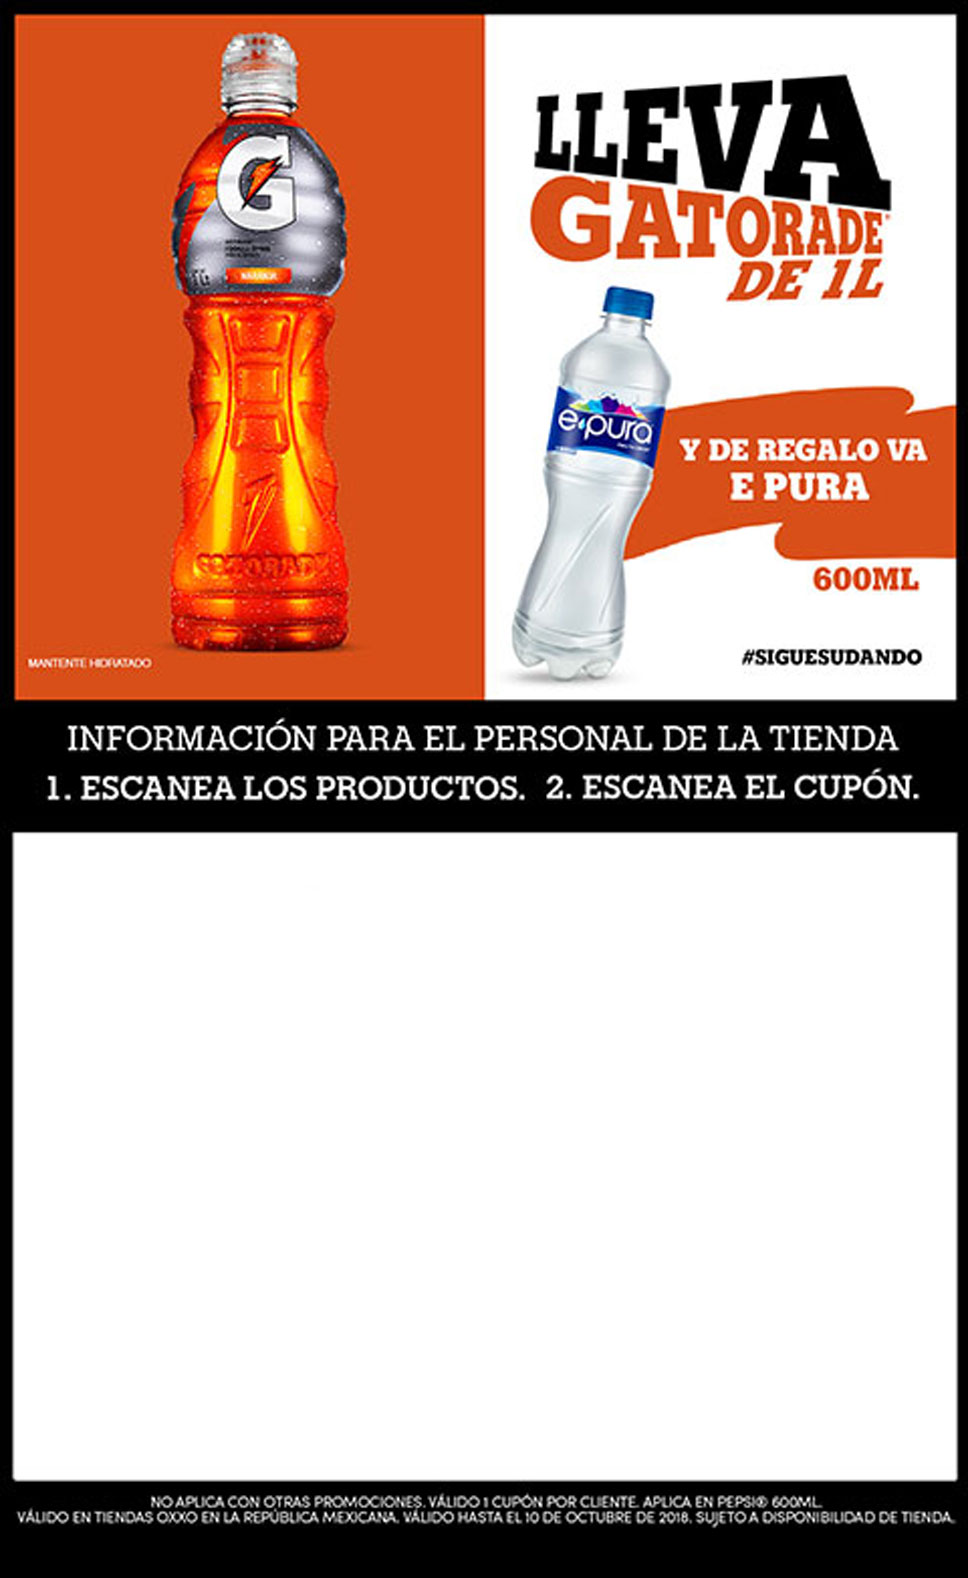 G
NARANJA
1L
GATORADE
MANTENTE HIDRATADO
LLEVA
GATORADE®
DE 1L
e·pura
Y DE REGALO VA
E PURA
600ML
#SIGUESUDANDO
INFORMACIÓN PARA EL PERSONAL DE LA TIENDA
1. ESCANEA LOS PRODUCTOS. 2. ESCANEA EL CUPÓN.
NO APLICA CON OTRAS PROMOCIONES. VÁLIDO 1 CUPÓN POR CLIENTE. APLICA EN PEPSI® 600ML.
VÁLIDO EN TIENDAS OXXO EN LA REPÚBLICA MEXICANA. VÁLIDO HASTA EL 10 DE OCTUBRE DE 2018. SUJETO A DISPONIBILIDAD DE TIENDA.